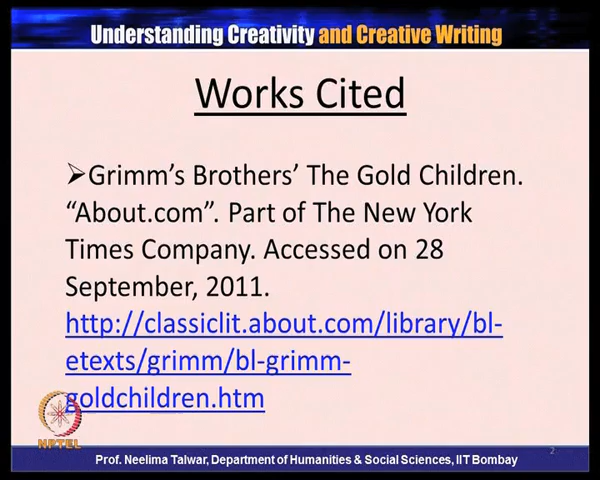 Understanding Creativity and Creative Writing
Works Cited
➢Grimm’s Brothers’ The Gold Children.
“About.com”. Part of The New York
Times Company. Accessed on 28
September, 2011.
http://classiclit.about.com/library/bl-
etexts/grimm/bl-grimm-
goldchildren.htm
NPTEL
2
Prof. Neelima Talwar, Department of Humanities & Social Sciences, IIT Bombay